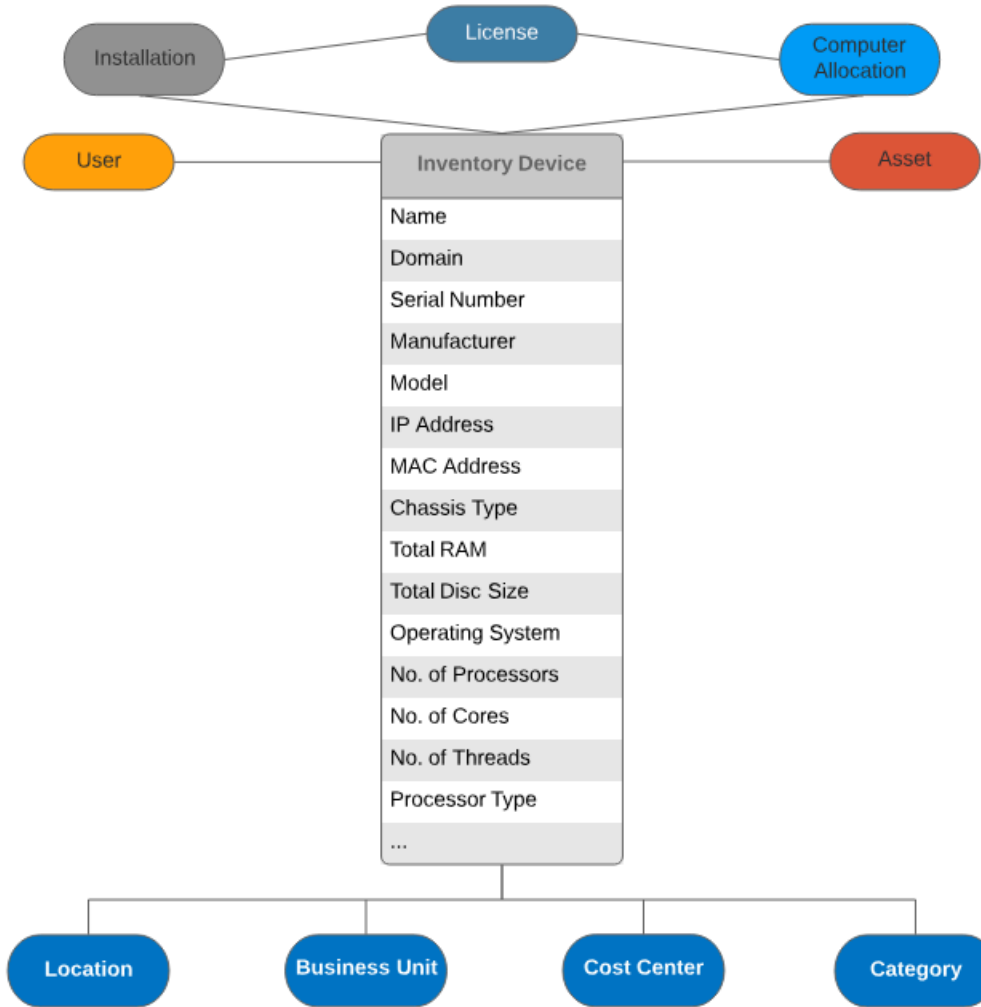 License
Installation
Computer
Allocation
User
Inventory Device
Asset
Name
Domain
Serial Number
Manufacturer
Model
IP Address
MAC Address
Chassis Type
Total RAM
Total Disc Size
Operating System
No. of Processors
No. of Cores
No. of Threads
Processor Type
...
Location
Business Unit
Cost Center
Category